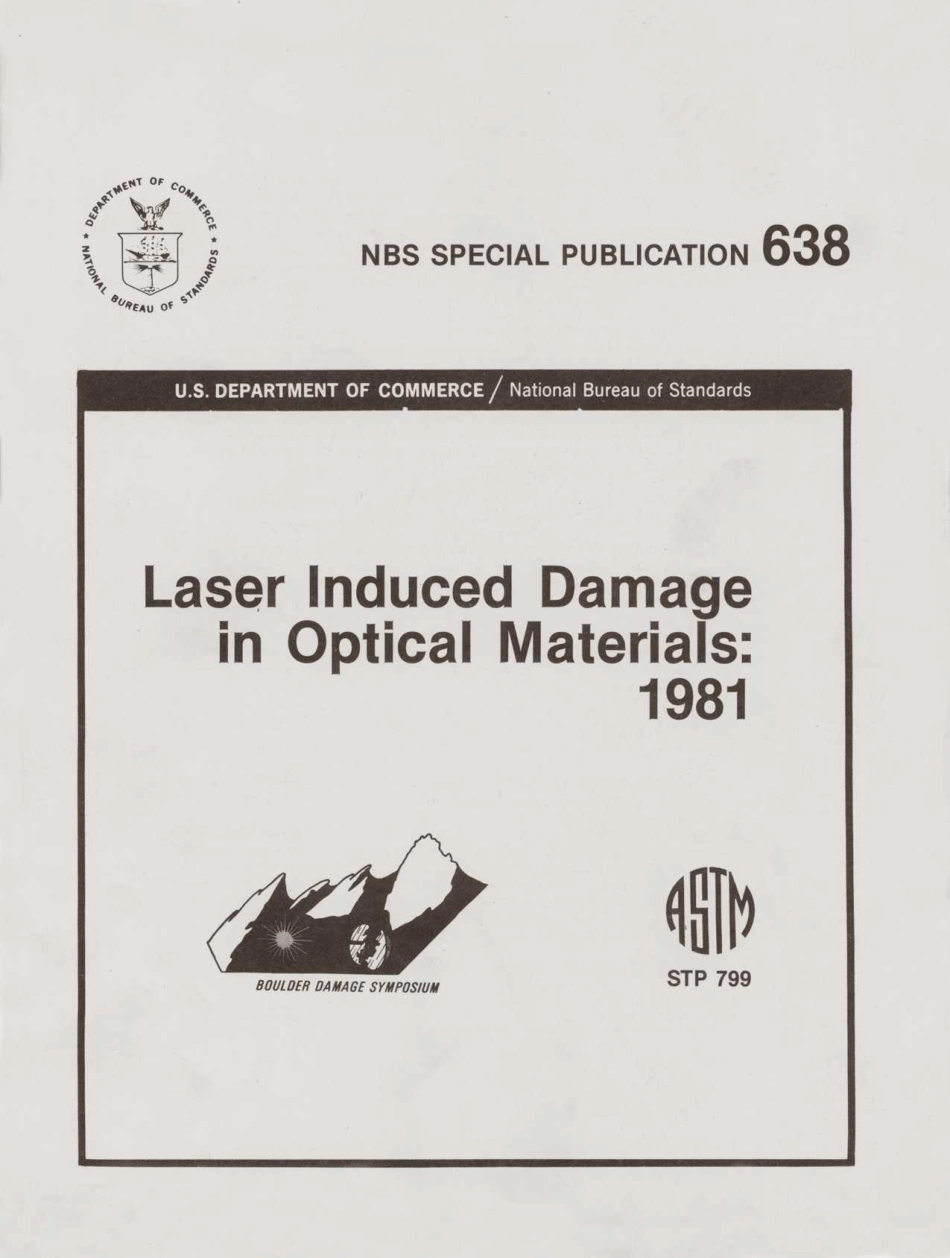 DEPARTMENT OF COMMERCE
NATIONAL BUREAU OF STANDARDS
NBS SPECIAL PUBLICATION 638
U.S. DEPARTMENT OF COMMERCE / National Bureau of Standards
Laser Induced Damage
in Optical Materials:
1981
BOULDER DAMAGE SYMPOSIUM
ASTM
STP 799